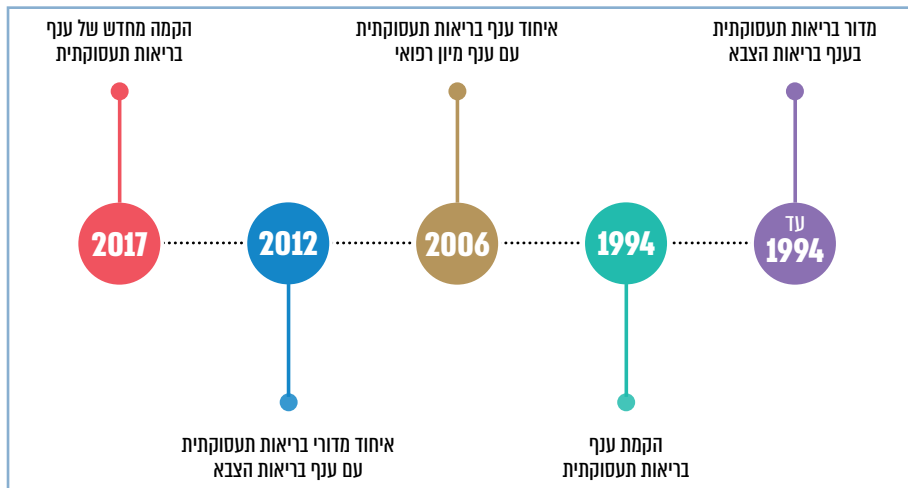 מדור בריאות תעסוקתית
בענף בריאות הצבא
עד
1994
1994
הקמת ענף
בריאות תעסוקתית
איחוד ענף בריאות תעסוקתית
עם ענף מיון רפואי
2006
2012
איחוד מדורי בריאות תעסוקתית
עם ענף בריאות הצבא
הקמה מחדש של ענף
בריאות תעסוקתית
2017